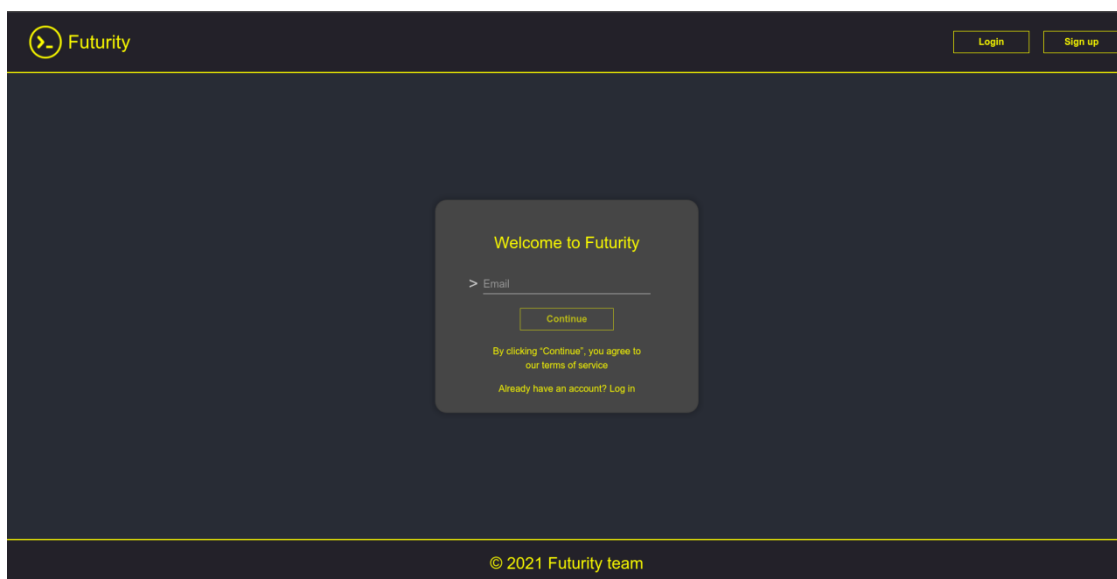 Futurity
Login
Sign up
Welcome to Futurity
> Email
Continue
By clicking “Continue”, you agree to
our terms of service
Already have an account? Log in
© 2021 Futurity team